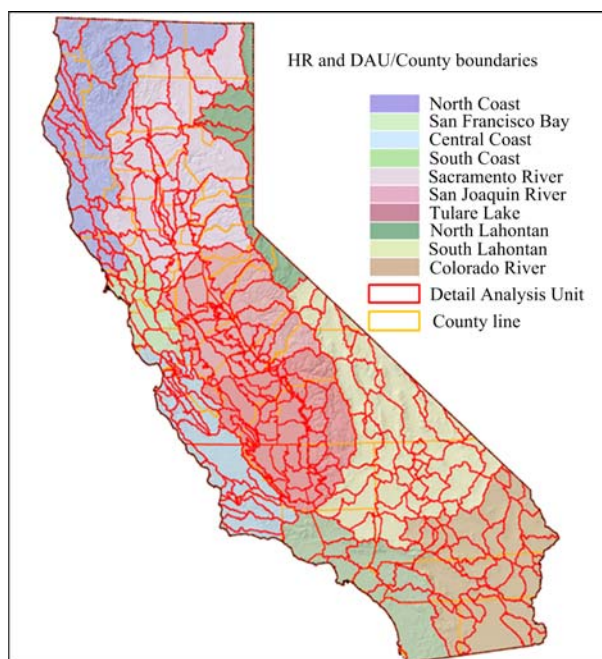 HR and DAU/County boundaries
North Coast
San Francisco Bay
Central Coast
South Coast
Sacramento River
San Joaquin River
Tulare Lake
North Lahontan
South Lahontan
Colorado River
Detail Analysis Unit
County line